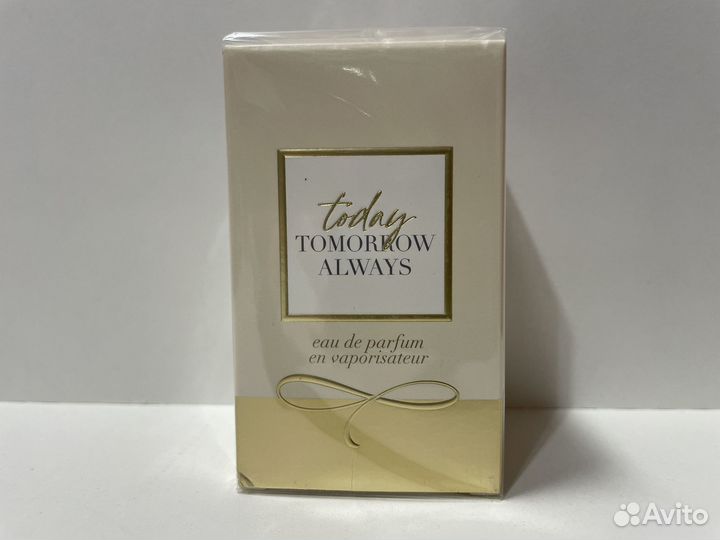 today
TOMORROW
ALWAYS
eau de parfum
en vaporisateur
Avito